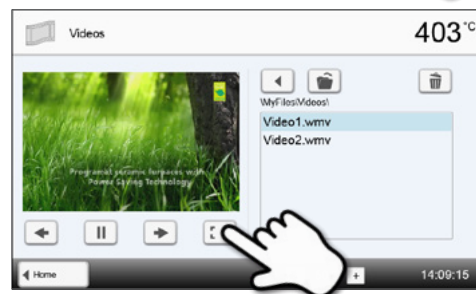 Videos
403 °C
\MyFiles\Videos\
Video1.wmv
Video2.wmv
Programat ceramic furnaces with
Power Saving Technology
Home
14:09:15